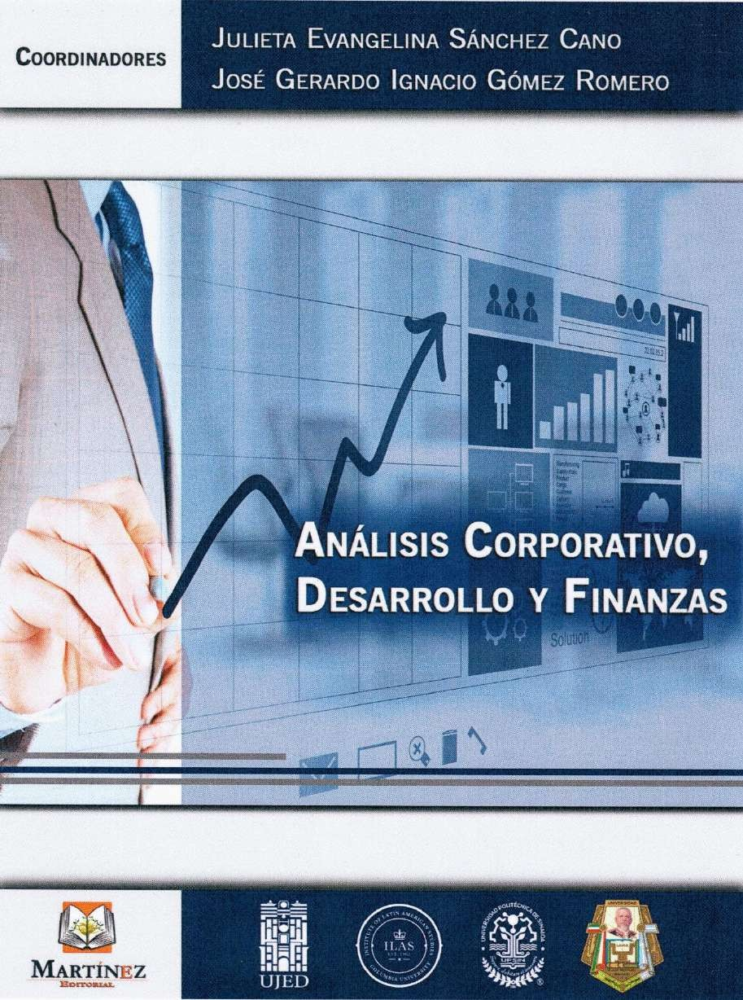 COORDINADORES
JULIETA EVANGELINA SÁNCHEZ CANO
JOSÉ GERARDO IGNACIO GÓMEZ ROMERO
ANÁLISIS CORPORATIVO,
DESARROLLO Y FINANZAS
Solution
MARTÍNEZ
EDITORIAL
UJED
INSTITUTE OF LATIN AMERICAN STUDIES
ILAS
EST. 1962
COLUMBIA UNIVERSITY
UNIVERSIDAD POLITÉCNICA DE SINALOA
UPSIN
®
UNIVERSIDAD